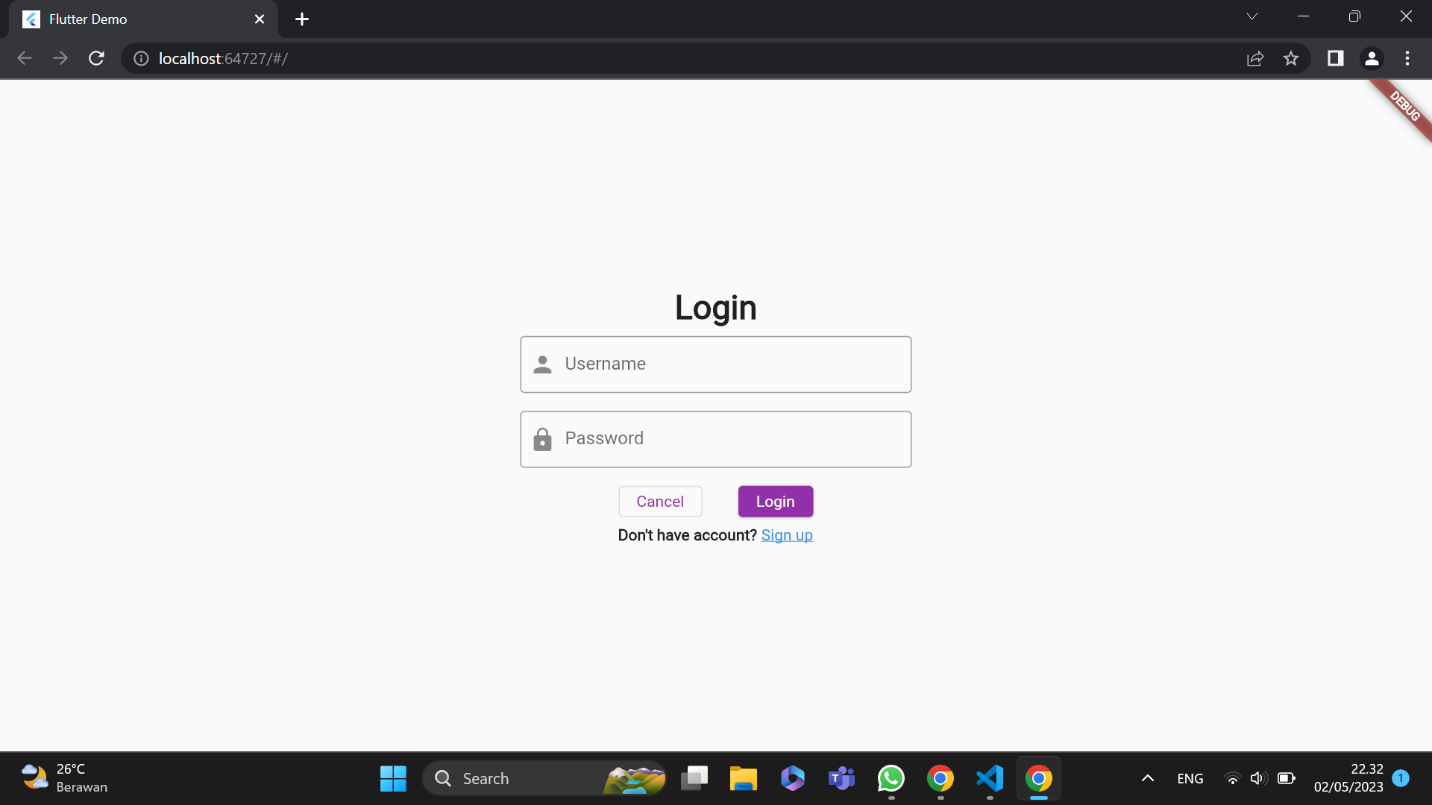 Flutter Demo
localhost:64727/#/
DEBUG
Login
Username
Password
Cancel Login
Don't have account? Sign up
26°C
Berawan
Search
ENG
22.32
02/05/2023
1